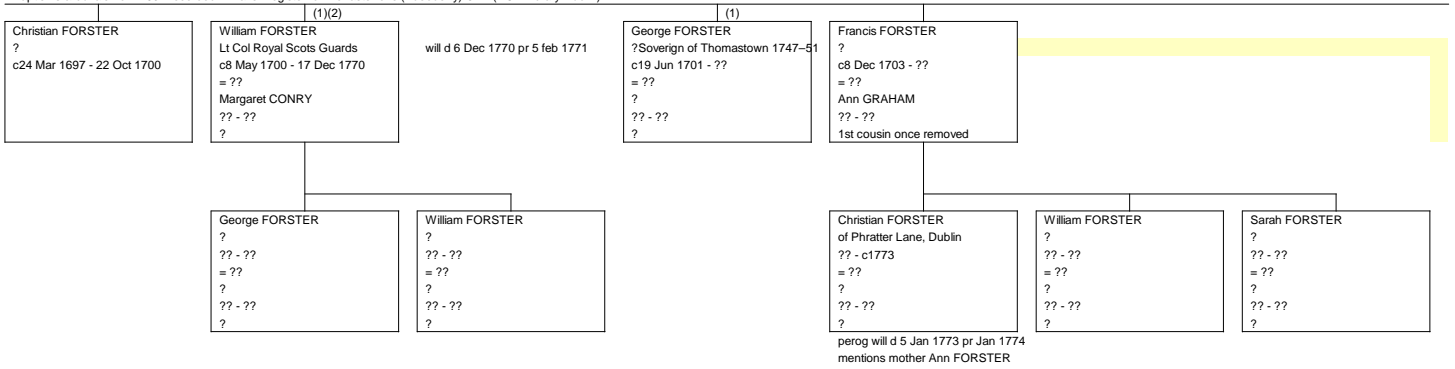 (1)(2)
(1)
Christian FORSTER
?
c24 Mar 1697 - 22 Oct 1700
William FORSTER
Lt Col Royal Scots Guards
c8 May 1700 - 17 Dec 1770
= ??
Margaret CONRY
?? - ??
?
will d 6 Dec 1770 pr 5 feb 1771
George FORSTER
?Soverign of Thomastown 1747–51
c19 Jun 1701 - ??
= ??
?
?? - ??
?
Francis FORSTER
?
c8 Dec 1703 - ??
= ??
Ann GRAHAM
?? - ??
1st cousin once removed
George FORSTER
?
?? - ??
= ??
?
?? - ??
?
William FORSTER
?
?? - ??
= ??
?
?? - ??
?
Christian FORSTER
of Phratter Lane, Dublin
?? - c1773
= ??
?
?? - ??
?
perog will d 5 Jan 1773 pr Jan 1774
mentions mother Ann FORSTER
William FORSTER
?
?? - ??
= ??
?
?? - ??
?
Sarah FORSTER
?
?? - ??
= ??
?
?? - ??
?